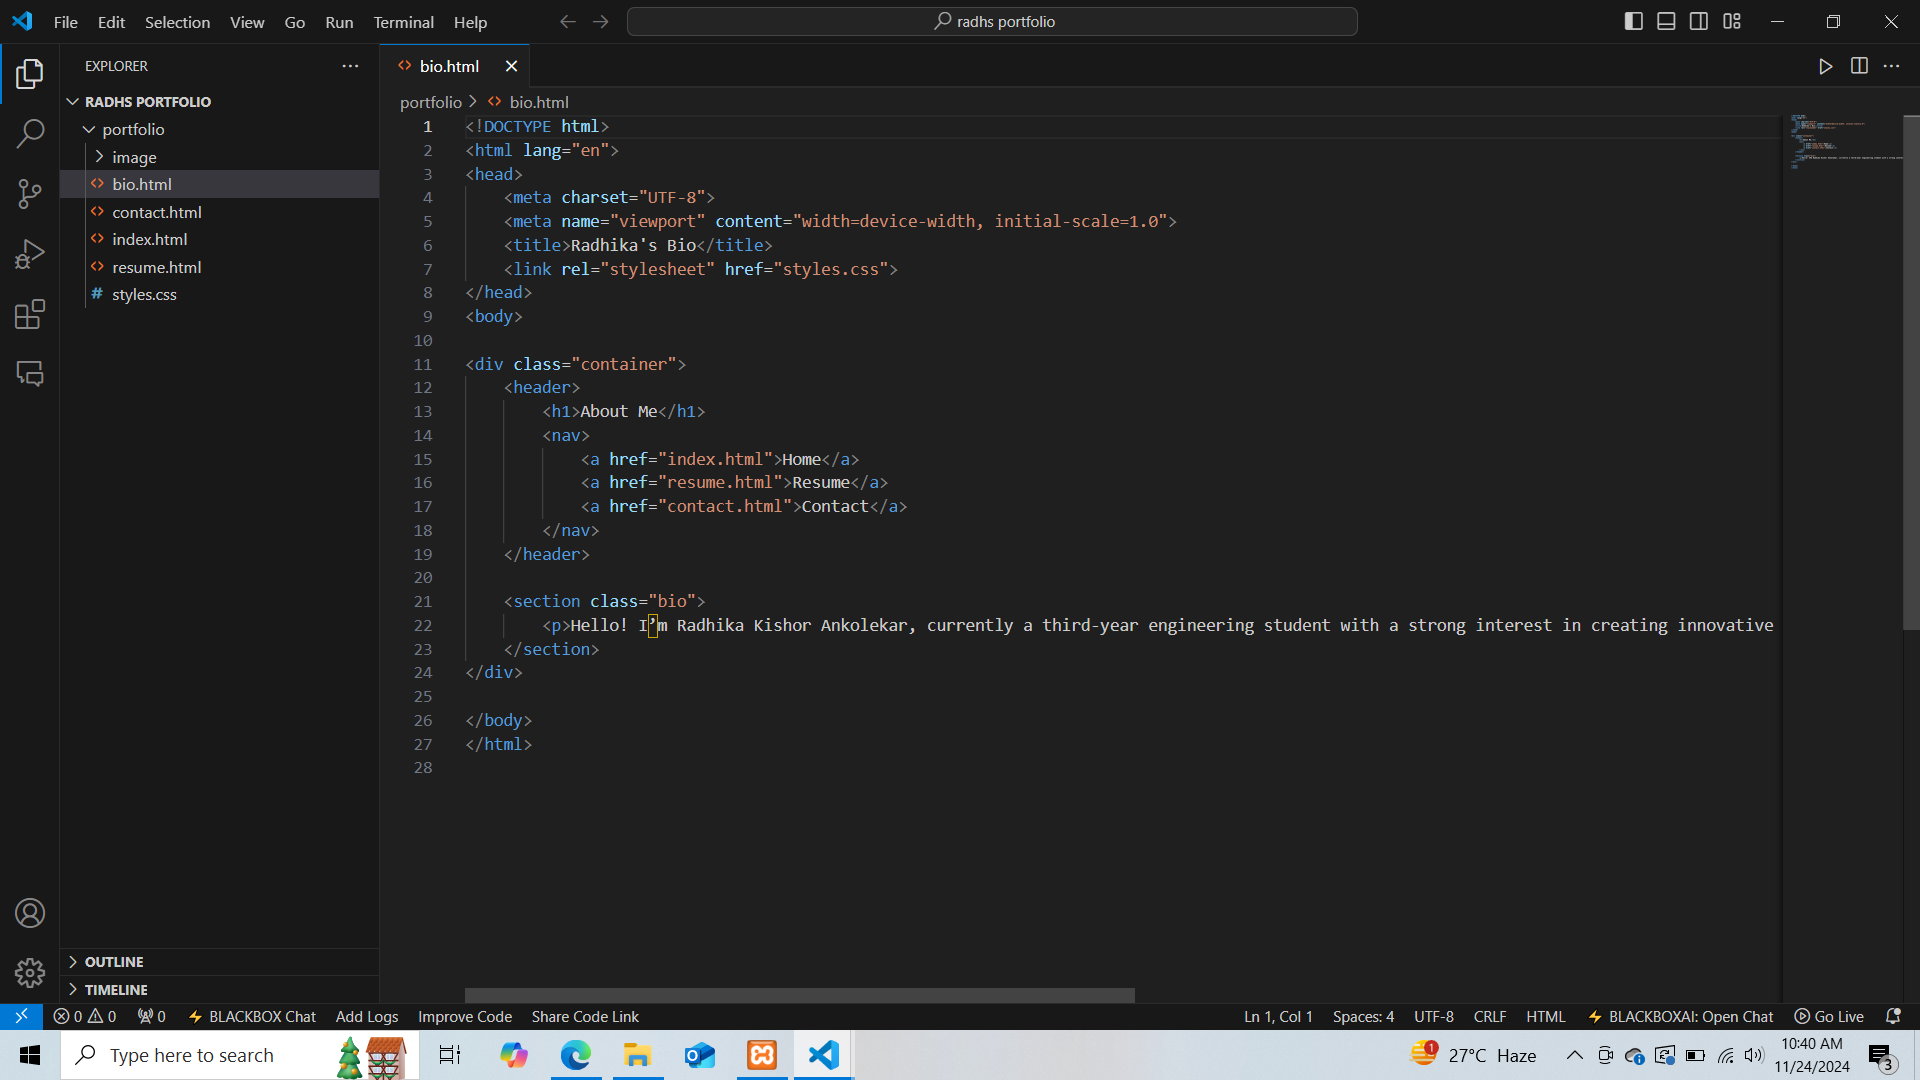 File Edit Selection View Go Run Terminal Help
radhs portfolio
EXPLORER
RADHS PORTFOLIO
portfolio
image
bio.html
contact.html
index.html
resume.html
styles.css
OUTLINE
TIMELINE
bio.html
portfolio > bio.html
1 <!DOCTYPE html>
2 <html lang="en">
3 <head>
4 <meta charset="UTF-8">
5 <meta name="viewport" content="width=device-width, initial-scale=1.0">
6 <title>Radhika's Bio</title>
7 <link rel="stylesheet" href="styles.css">
8 </head>
9 <body>
10
11 <div class="container">
12 <header>
13 <h1>About Me</h1>
14 <nav>
15 <a href="index.html">Home</a>
16 <a href="resume.html">Resume</a>
17 <a href="contact.html">Contact</a>
18 </nav>
19 </header>
20
21 <section class="bio">
22 <p>Hello! I’m Radhika Kishor Ankolekar, currently a third-year engineering student with a strong interest in creating innovative
23 </section>
24 </div>
25
26 </body>
27 </html>
28
0 0 0 BLACKBOX Chat Add Logs Improve Code Share Code Link Ln 1, Col 1 Spaces: 4 UTF-8 CRLF HTML BLACKBOXAI: Open Chat Go Live
Type here to search
1 27°C Haze
10:40 AM
11/24/2024
3